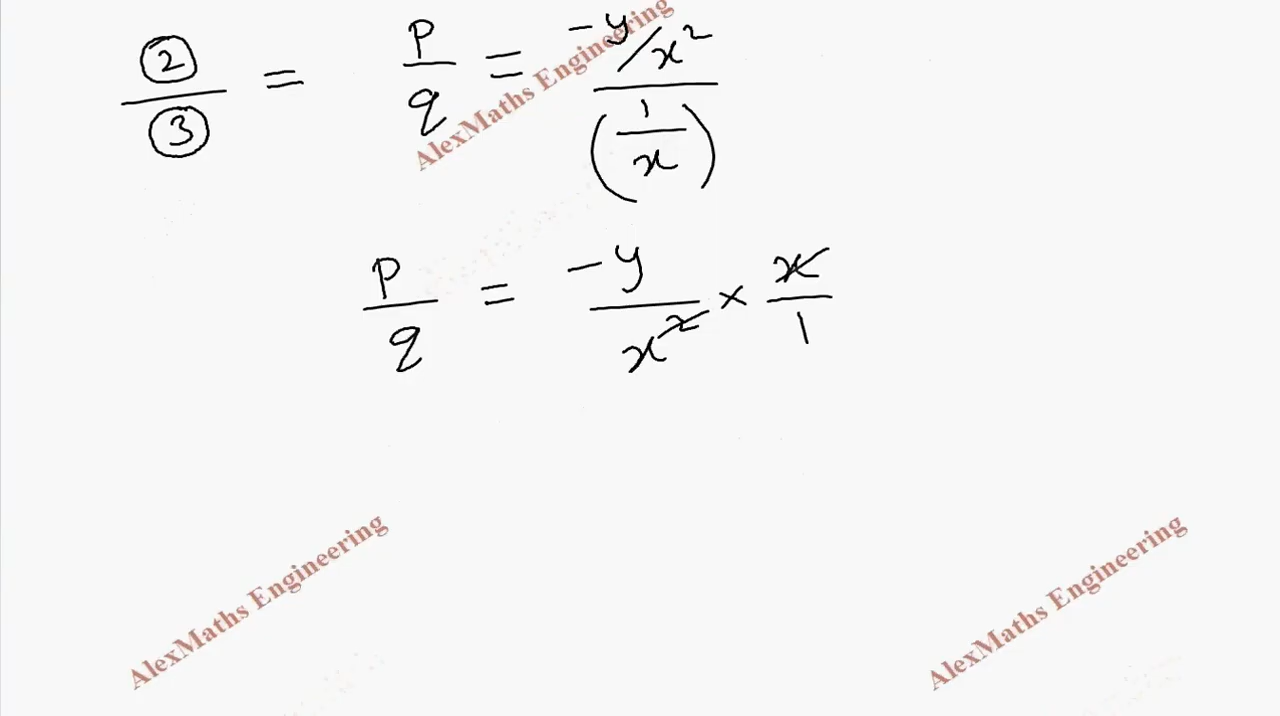 ② / ③ = p/q = -y/x² / (1/x)
AlexMaths Engineering
p/q = -y/x² × x/1
AlexMaths Engineering
AlexMaths Engineering